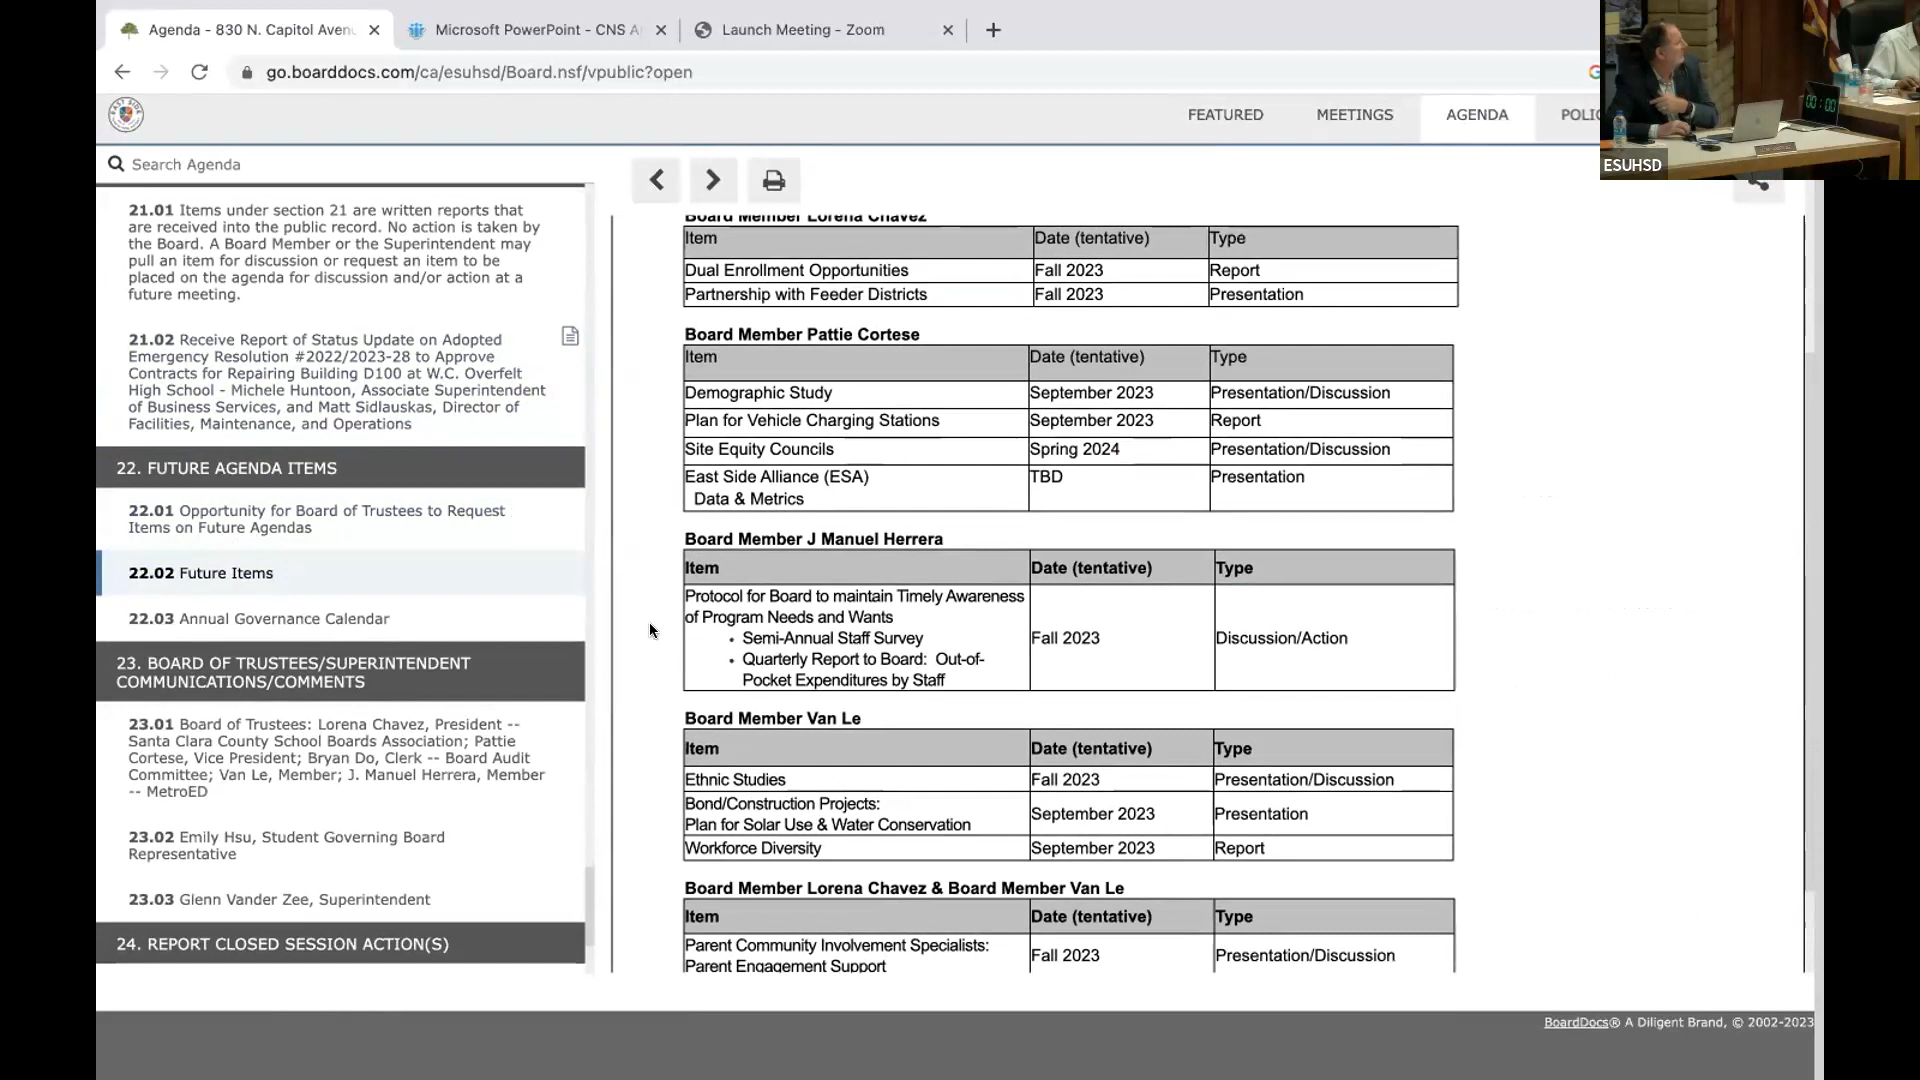 Agenda - 830 N. Capitol Aven
Microsoft PowerPoint - CNS A
Launch Meeting - Zoom
go.boarddocs.com/ca/esuhsd/Board.nsf/vpublic?open
EAST SIDE
FEATURED
MEETINGS
AGENDA
POLIC
00:00
ESUHSD
Search Agenda
21.01 Items under section 21 are written reports that
are received into the public record. No action is taken by
the Board. A Board Member or the Superintendent may
pull an item for discussion or request an item to be
placed on the agenda for discussion and/or action at a
future meeting.
21.02 Receive Report of Status Update on Adopted
Emergency Resolution #2022/2023-28 to Approve
Contracts for Repairing Building D100 at W.C. Overfelt
High School - Michele Huntoon, Associate Superintendent
of Business Services, and Matt Sidlauskas, Director of
Facilities, Maintenance, and Operations
22. FUTURE AGENDA ITEMS
22.01 Opportunity for Board of Trustees to Request
Items on Future Agendas
22.02 Future Items
22.03 Annual Governance Calendar
23. BOARD OF TRUSTEES/SUPERINTENDENT
COMMUNICATIONS/COMMENTS
23.01 Board of Trustees: Lorena Chavez, President --
Santa Clara County School Boards Association; Pattie
Cortese, Vice President; Bryan Do, Clerk -- Board Audit
Committee; Van Le, Member; J. Manuel Herrera, Member
-- MetroED
23.02 Emily Hsu, Student Governing Board
Representative
23.03 Glenn Vander Zee, Superintendent
24. REPORT CLOSED SESSION ACTION(S)
Board Member Lorena Chavez
Item Date (tentative) Type
Dual Enrollment Opportunities Fall 2023 Report
Partnership with Feeder Districts Fall 2023 Presentation
Board Member Pattie Cortese
Item Date (tentative) Type
Demographic Study September 2023 Presentation/Discussion
Plan for Vehicle Charging Stations September 2023 Report
Site Equity Councils Spring 2024 Presentation/Discussion
East Side Alliance (ESA) TBD Presentation
Data & Metrics
Board Member J Manuel Herrera
Item Date (tentative) Type
Protocol for Board to maintain Timely Awareness
of Program Needs and Wants
• Semi-Annual Staff Survey Fall 2023 Discussion/Action
• Quarterly Report to Board: Out-of-
Pocket Expenditures by Staff
Board Member Van Le
Item Date (tentative) Type
Ethnic Studies Fall 2023 Presentation/Discussion
Bond/Construction Projects:
Plan for Solar Use & Water Conservation September 2023 Presentation
Workforce Diversity September 2023 Report
Board Member Lorena Chavez & Board Member Van Le
Item Date (tentative) Type
Parent Community Involvement Specialists:
Parent Engagement Support Fall 2023 Presentation/Discussion
BoardDocs® A Diligent Brand, © 2002-2023